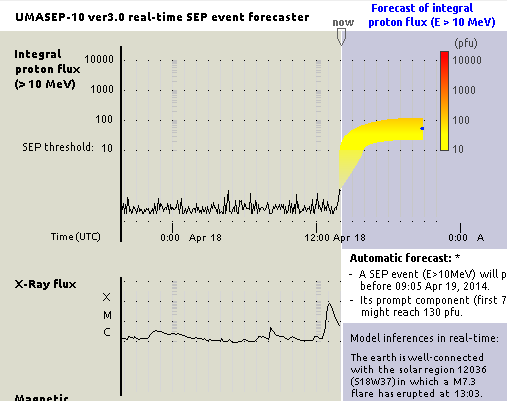 UMASEP-10 ver3.0 real-time SEP event forecaster
Forecast of integral
proton flux (E > 10 MeV)
now
(pfu)
Integral
proton flux
(> 10 MeV)
10000
1000
100
SEP threshold: 10
10000
1000
100
10
Time (UTC)
0:00 Apr 18
12:00 Apr 18
0:00 A
Automatic forecast: *
- A SEP event (E>10MeV) will p
before 09:05 Apr 19, 2014.
- Its prompt component (first 7
might reach 130 pfu.
X-Ray flux
X
M
C
Model inferences in real-time:
The earth is well-connected
with the solar region 12036
(S18W37) in which a M7.3
flare has erupted at 13:03.
Magnetic